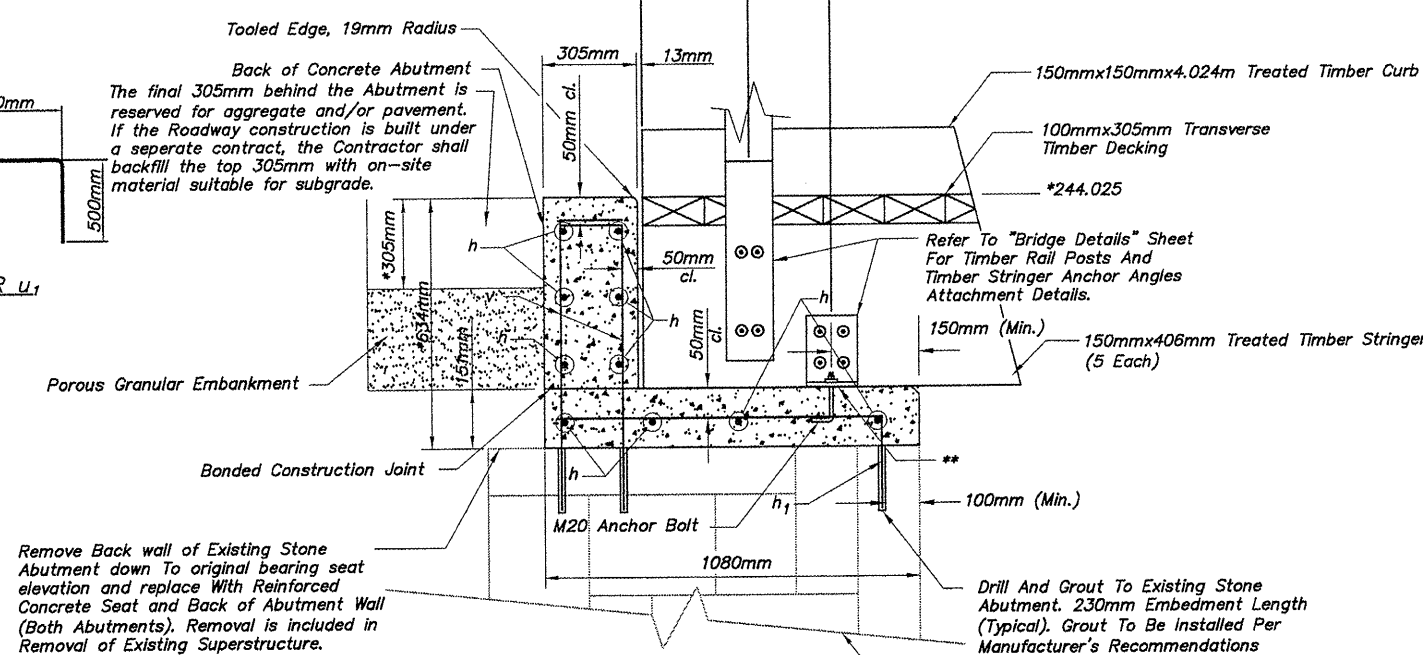 Tooled Edge, 19mm Radius
305mm
13mm
Back of Concrete Abutment
The final 305mm behind the Abutment is
reserved for aggregate and/or pavement.
If the Roadway construction is built under
a seperate contract, the Contractor shall
backfill the top 305mm with on-site
material suitable for subgrade.
50mm cl.
150mmx150mmx4.024m Treated Timber Curb
100mmx305mm Transverse
Timber Decking
*244.025
500mm
h
*305mm
50mm
cl.
Refer To "Bridge Details" Sheet
For Timber Rail Posts And
Timber Stringer Anchor Angles
Attachment Details.
u1
v
h
h
*634mm
151mm
h
50mm
cl.
150mm (Min.)
150mmx406mm Treated Timber Stringer
(5 Each)
Porous Granular Embankment
Bonded Construction Joint
h
**
h1
100mm (Min.)
M20 Anchor Bolt
1080mm
Remove Back wall of Existing Stone
Abutment down To original bearing seat
elevation and replace With Reinforced
Concrete Seat and Back of Abutment Wall
(Both Abutments). Removal is included in
Removal of Existing Superstructure.
Drill And Grout To Existing Stone
Abutment. 230mm Embedment Length
(Typical). Grout To Be Installed Per
Manufacturer's Recommendations